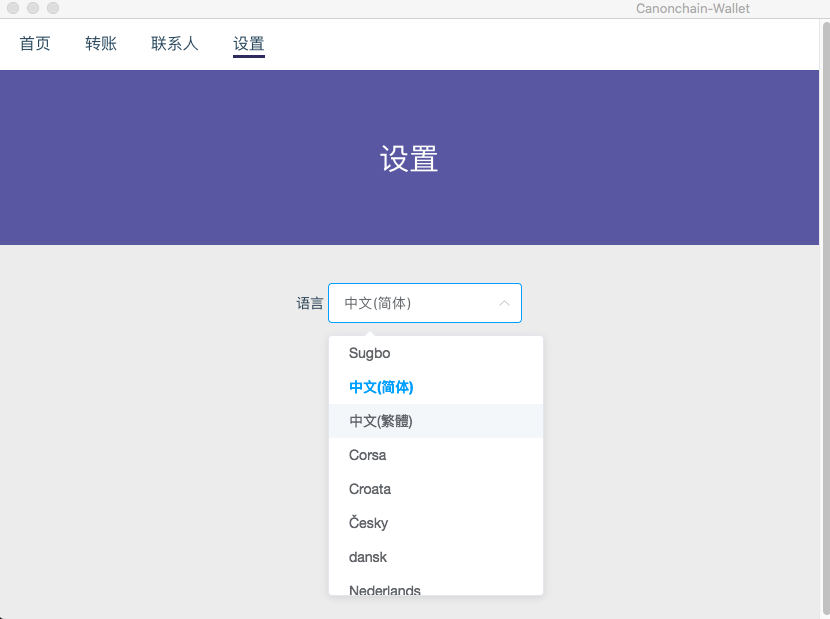 Canonchain-Wallet
首页 转账 联系人 设置
设置
语言 中文(简体)
Sugbo
中文(简体)
中文(繁體)
Corsa
Croata
Česky
dansk
Nederlands